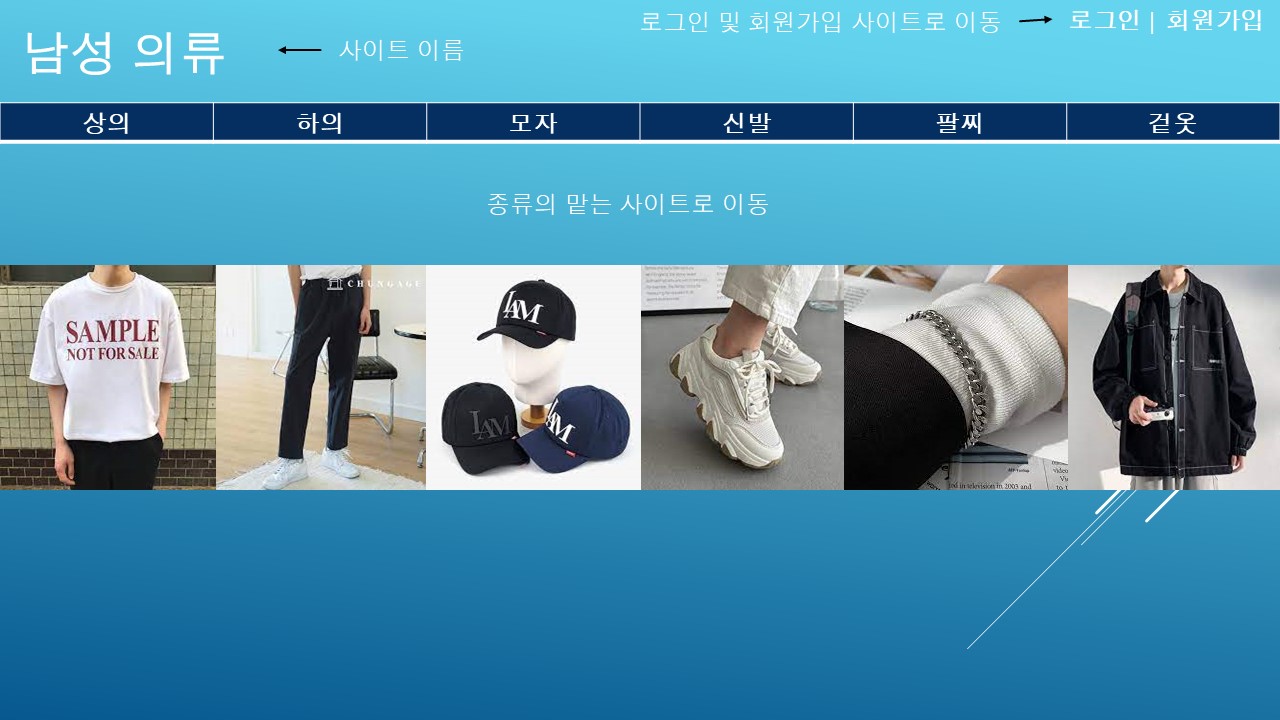 로그인 및 회원가입 사이트로 이동
로그인 | 회원가입
남성 의류
사이트 이름
상의 하의 모자 신발 팔찌 겉옷
종류의 맡는 사이트로 이동
CHUNGAGE
SAMPLE
NOT FOR SALE
IAM
IAM
IAM